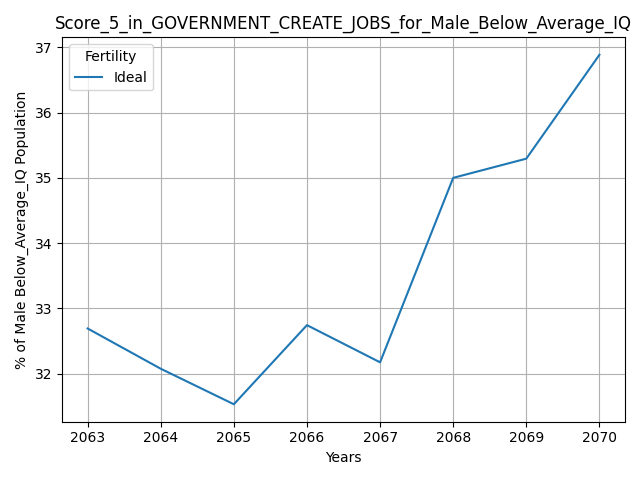 Score_5_in_GOVERNMENT_CREATE_JOBS_for_Male_Below_Average_IQ
Fertility
Ideal
% of Male Below_Average_IQ Population
37
36
35
34
33
32
2063 2064 2065 2066 2067 2068 2069 2070
Years